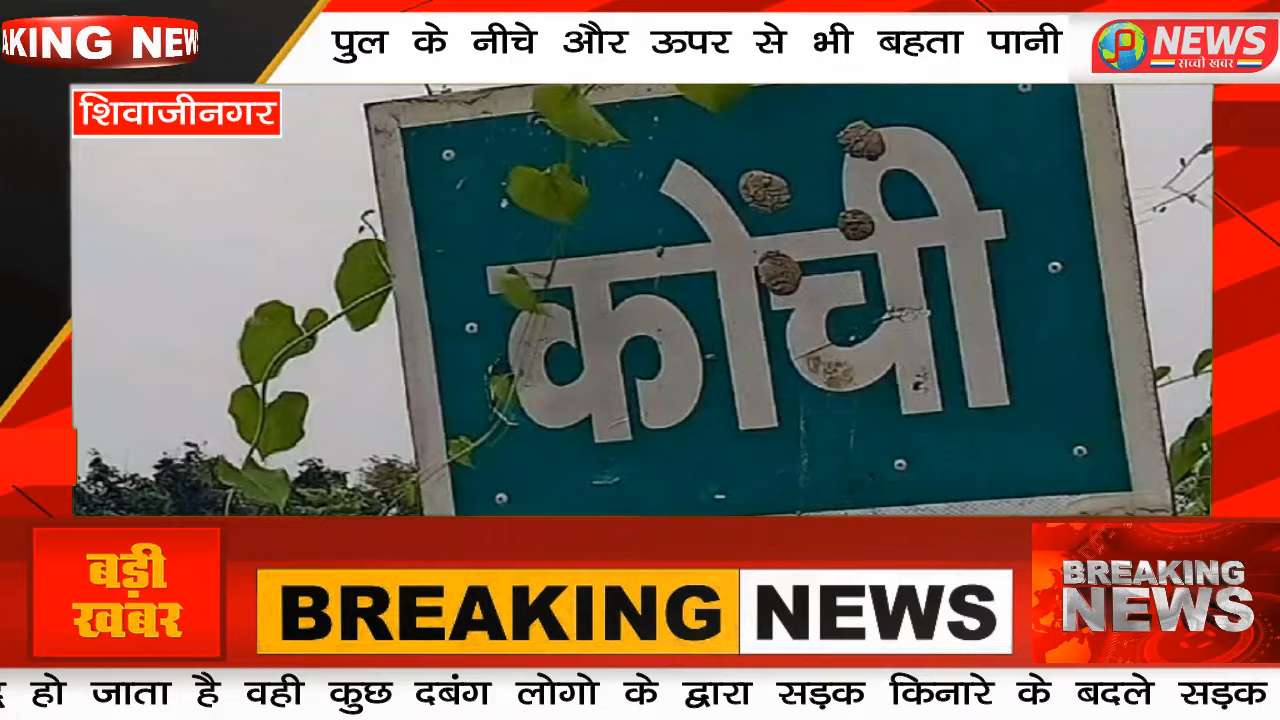 AKING NEW
पुल के नीचे और ऊपर से भी बहता पानी
P NEWS
सच्ची खबर
शिवाजीनगर
कोंची
बड़ी
खबर
BREAKING NEWS
BREAKING
NEWS
हो जाता है वही कुछ दबंग लोगो के द्वारा सड़क किनारे के बदले सड़क